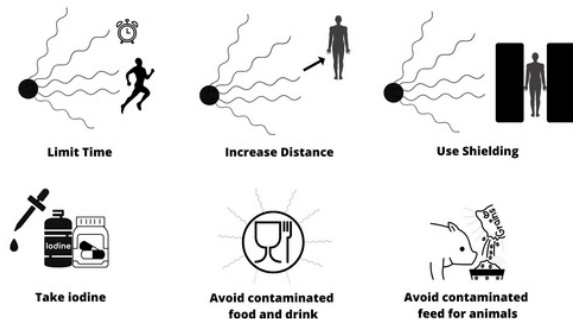 Limit Time
Increase Distance
Use Shielding
Iodine
Grains
Take iodine
Avoid contaminated
food and drink
Avoid contaminated
feed for animals